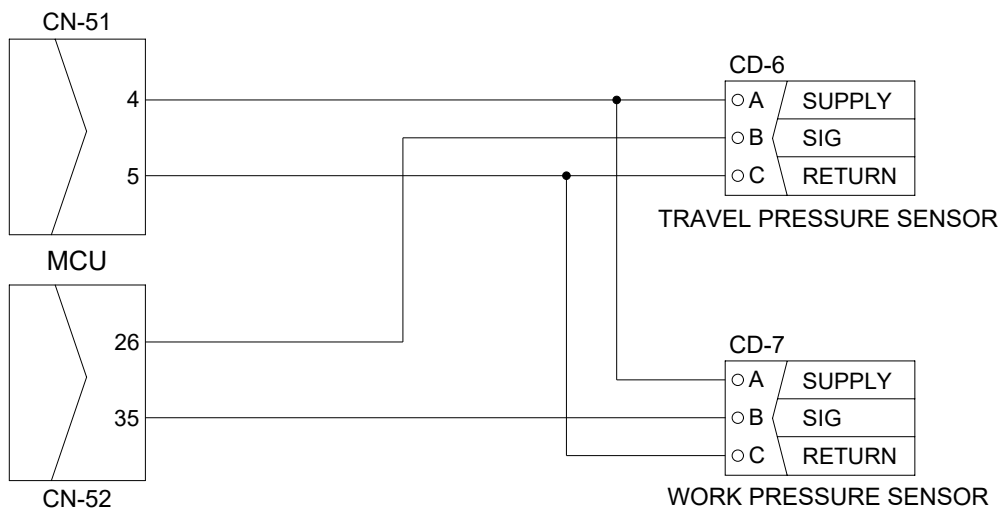 CN-51
4
5
MCU
26
35
CN-52
CD-6
A SUPPLY
B SIG
C RETURN
TRAVEL PRESSURE SENSOR
CD-7
A SUPPLY
B SIG
C RETURN
WORK PRESSURE SENSOR